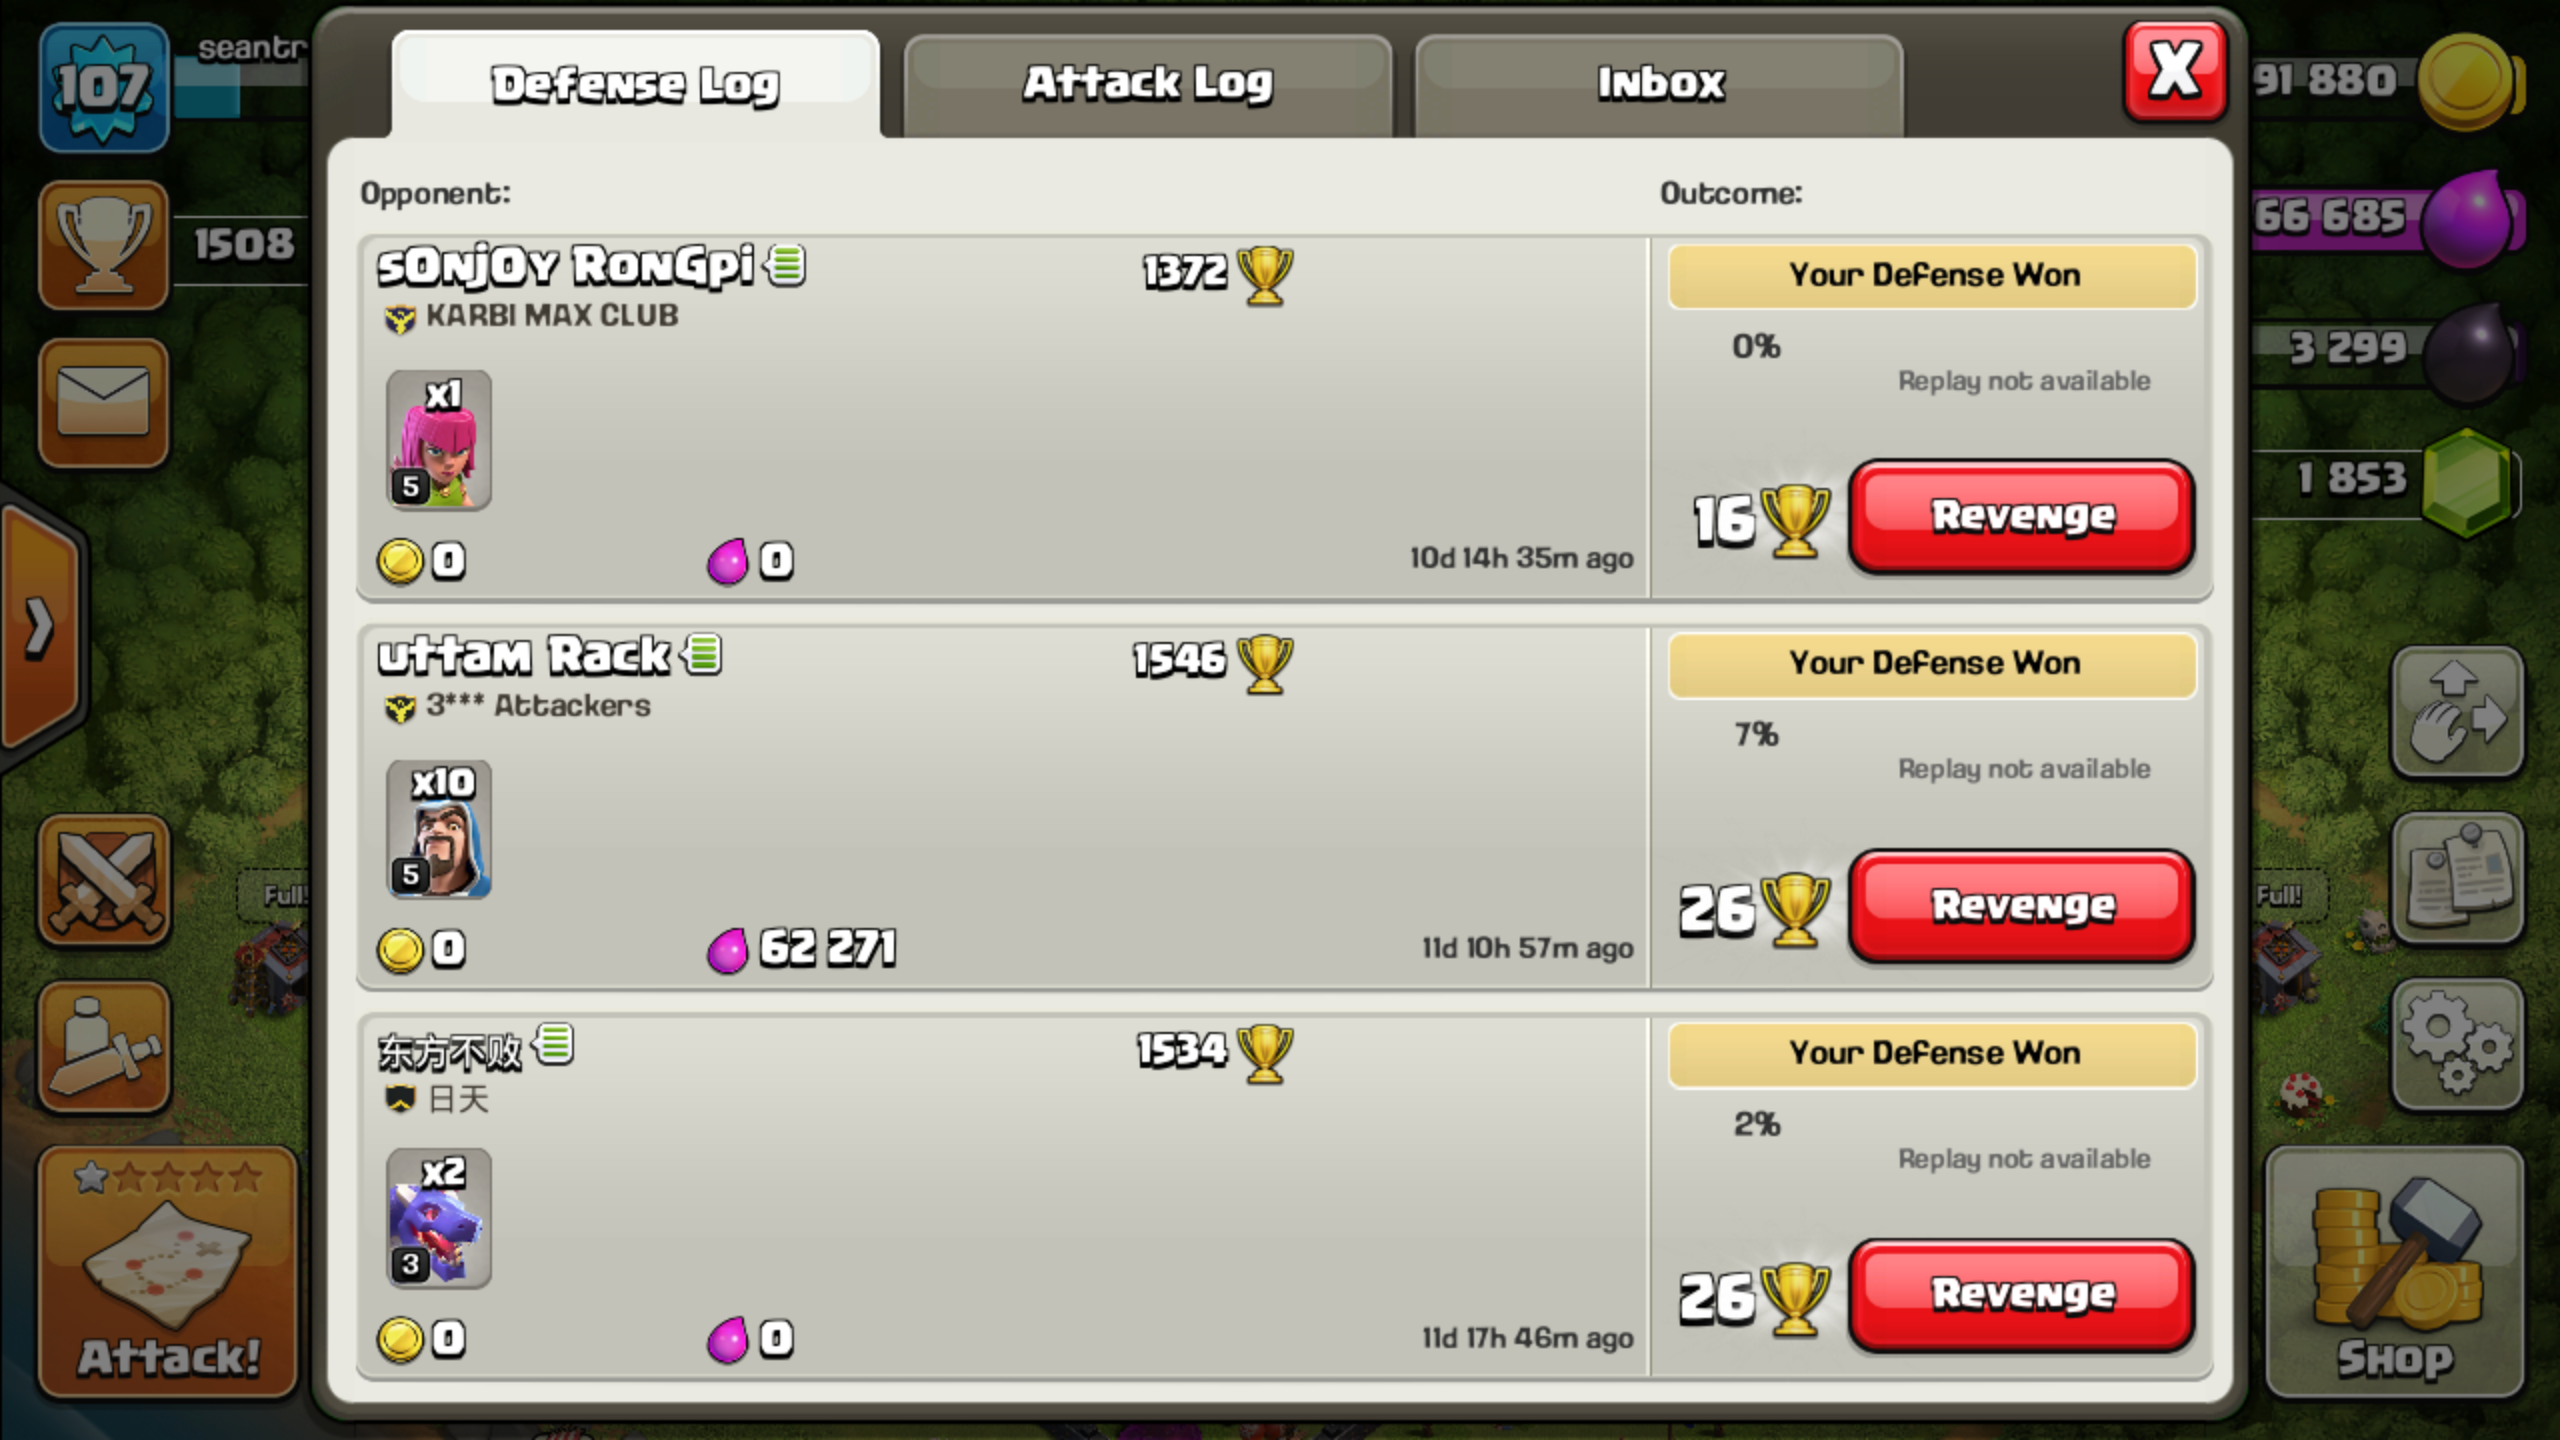 107
seantr
Defense Log
Attack Log
Inbox
X
91 880
1508
66 685
3 299
1 853
Opponent:
Outcome:
sOnjOy RonGpi
1372
KARBI MAX CLUB
x1
5
0
0
10d 14h 35m ago
Your Defense Won
0%
Replay not available
16
Revenge
uttam Rack
1546
3*** Attackers
x10
5
0
62 271
11d 10h 57m ago
Your Defense Won
7%
Replay not available
26
Revenge
东方不败
1534
日天
x2
3
0
0
11d 17h 46m ago
Your Defense Won
2%
Replay not available
26
Revenge
Full!
Full!
Attack!
Shop